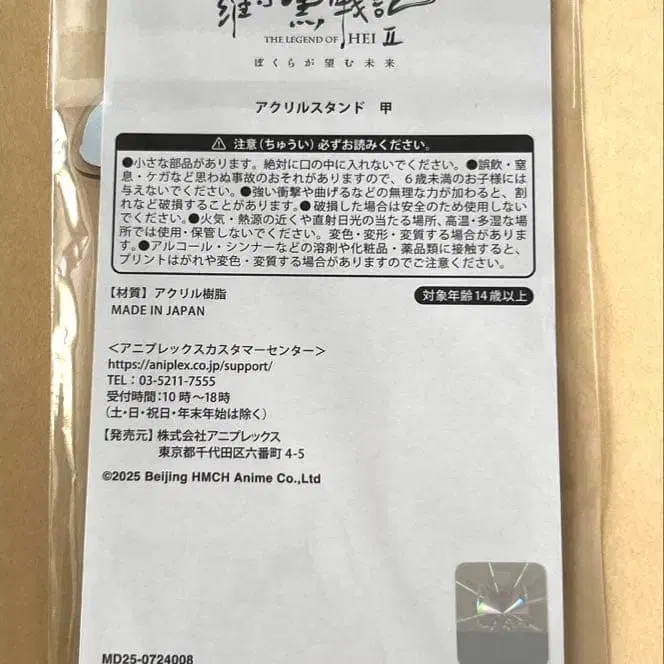 羅小黒戦記
THE LEGEND OF HEI II
ぼくらが望む未来
アクリルスタンド 甲
注意(ちゅうい)必ずお読みください。
●小さな部品があります。絶対に口の中に入れないでください。●誤飲・窒
息・ケガなど思わぬ事故のおそれがありますので、6歳未満のお子様には
与えないでください。●強い衝撃や曲げるなどの無理な力が加わると、割
れなど破損することがあります。●破損した場合は安全のため使用しない
でください。●火気・熱源の近くや直射日光の当たる場所、高温・多湿な場
所では使用・保管しないでください。変色・変形・変質する場合がありま
す。●アルコール・シンナーなどの溶剤や化粧品・薬品類に接触すると、
プリントはがれや変色・変質する場合がありますのでご注意ください。
【材質】アクリル樹脂
対象年齢14歳以上
MADE IN JAPAN
<アニプレックスカスタマーセンター>
https://aniplex.co.jp/support/
TEL:03-5211-7555
受付時間:10時~18時
(土・日・祝日・年末年始は除く)
【発売元】株式会社アニプレックス
東京都千代田区六番町4-5
©2025 Beijing HMCH Anime Co.,Ltd
MD25-0724008